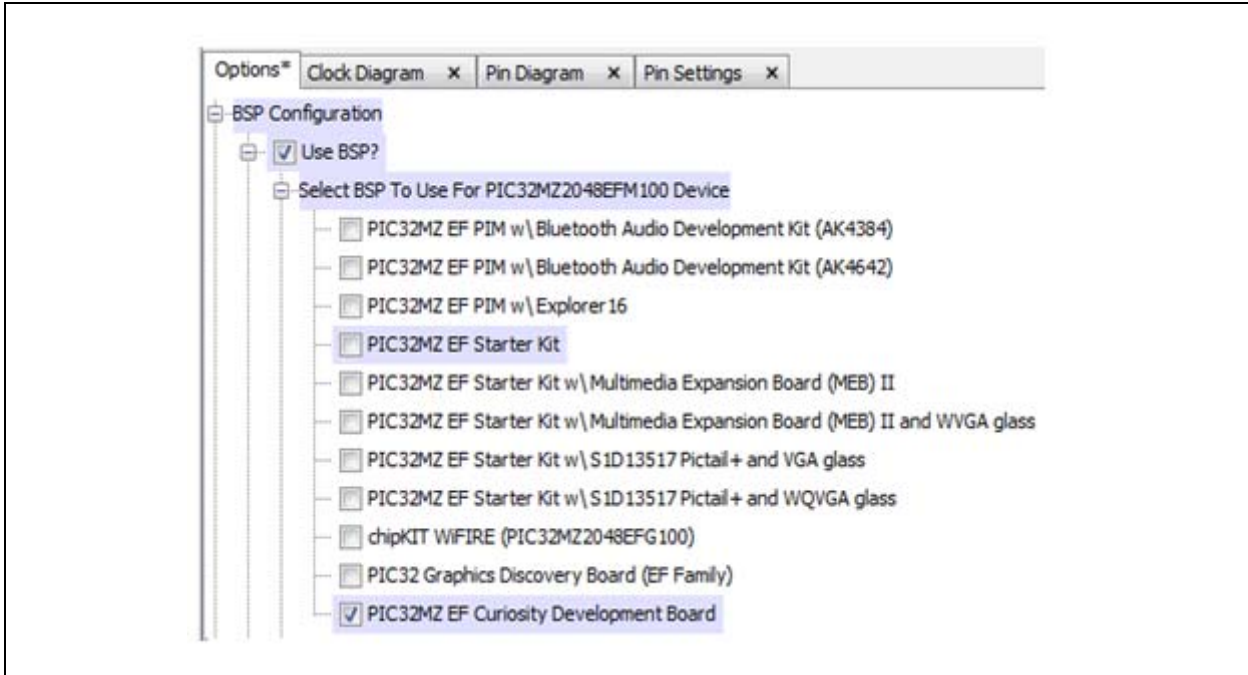 Options* Clock Diagram x Pin Diagram x Pin Settings x
BSP Configuration
Use BSP?
Select BSP To Use For PIC32MZ2048EFM100 Device
PIC32MZ EF PIM w\Bluetooth Audio Development Kit (AK4384)
PIC32MZ EF PIM w\Bluetooth Audio Development Kit (AK4642)
PIC32MZ EF PIM w\Explorer 16
PIC32MZ EF Starter Kit
PIC32MZ EF Starter Kit w\Multimedia Expansion Board (MEB) II
PIC32MZ EF Starter Kit w\Multimedia Expansion Board (MEB) II and WVGA glass
PIC32MZ EF Starter Kit w\S1D13517 Pictail+ and VGA glass
PIC32MZ EF Starter Kit w\S1D13517 Pictail+ and WQVGA glass
chipKIT WiFIRE (PIC32MZ2048EFG100)
PIC32 Graphics Discovery Board (EF Family)
PIC32MZ EF Curiosity Development Board